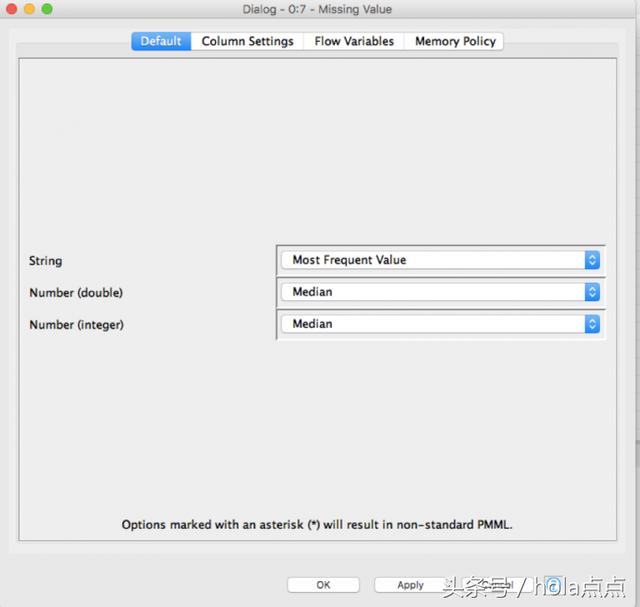 Dialog - 0:7 - Missing Value
Default Column Settings Flow Variables Memory Policy
String Most Frequent Value
Number (double) Median
Number (integer) Median
Options marked with an asterisk (*) will result in non-standard PMML.
OK Apply
头条号 / hola点点